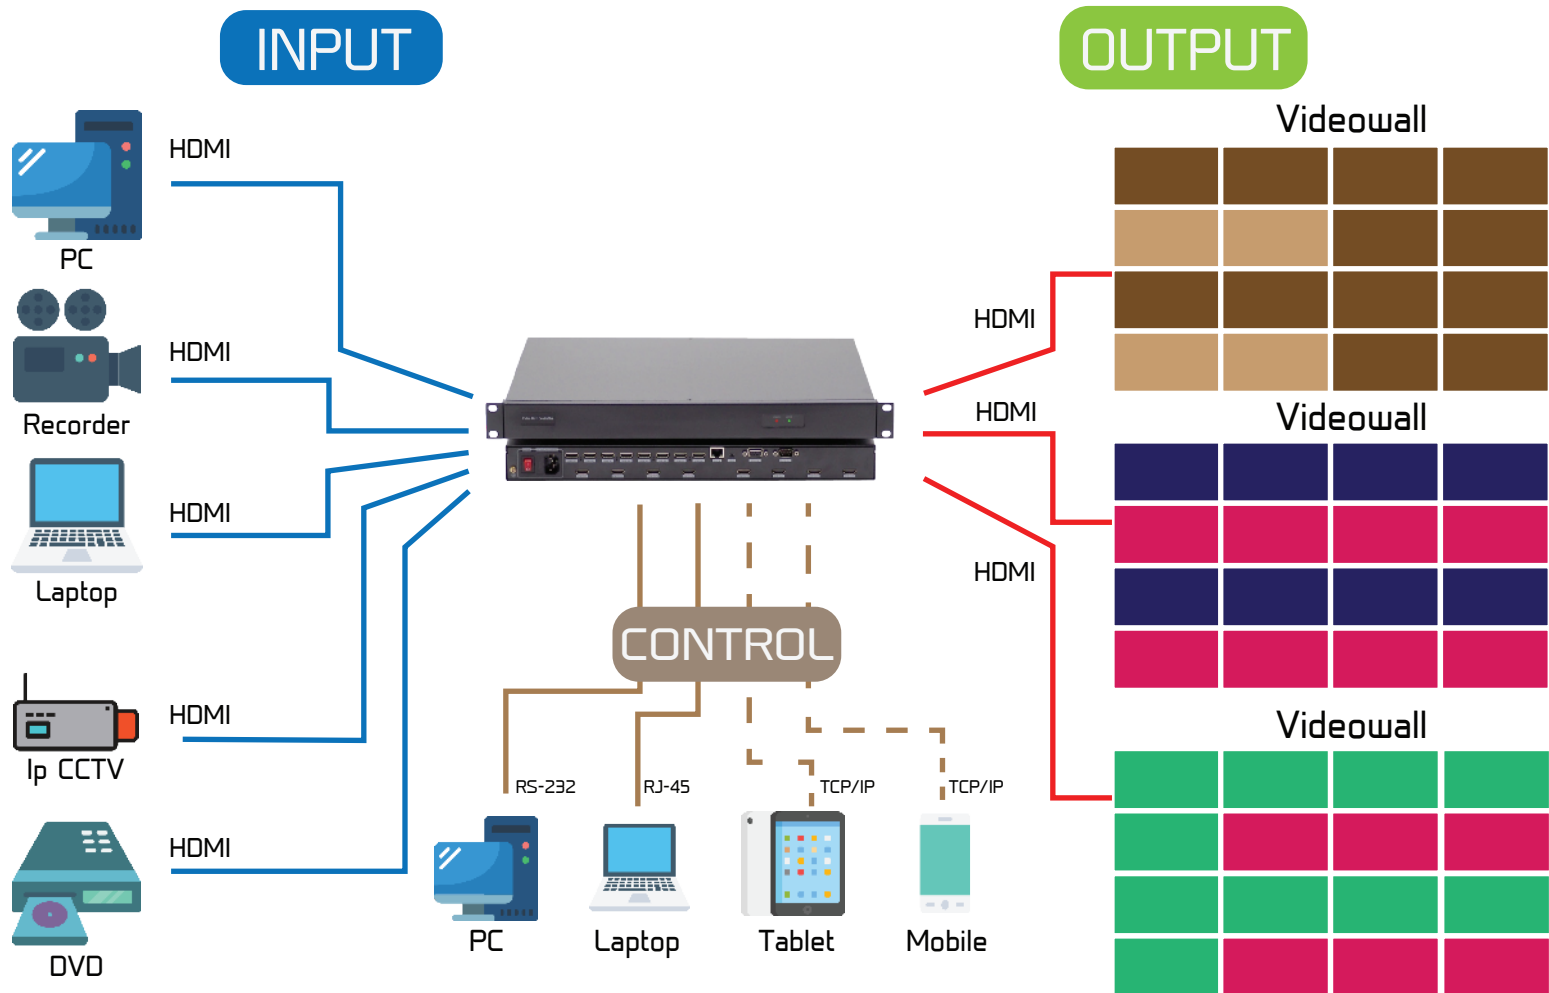 INPUT
OUTPUT
HDMI
PC
HDMI
Recorder
HDMI
Laptop
HDMI
Ip CCTV
HDMI
DVD
CONTROL
RS-232
RJ-45
TCP/IP
TCP/IP
PC
Laptop
Tablet
Mobile
HDMI
HDMI
HDMI
Videowall
Videowall
Videowall